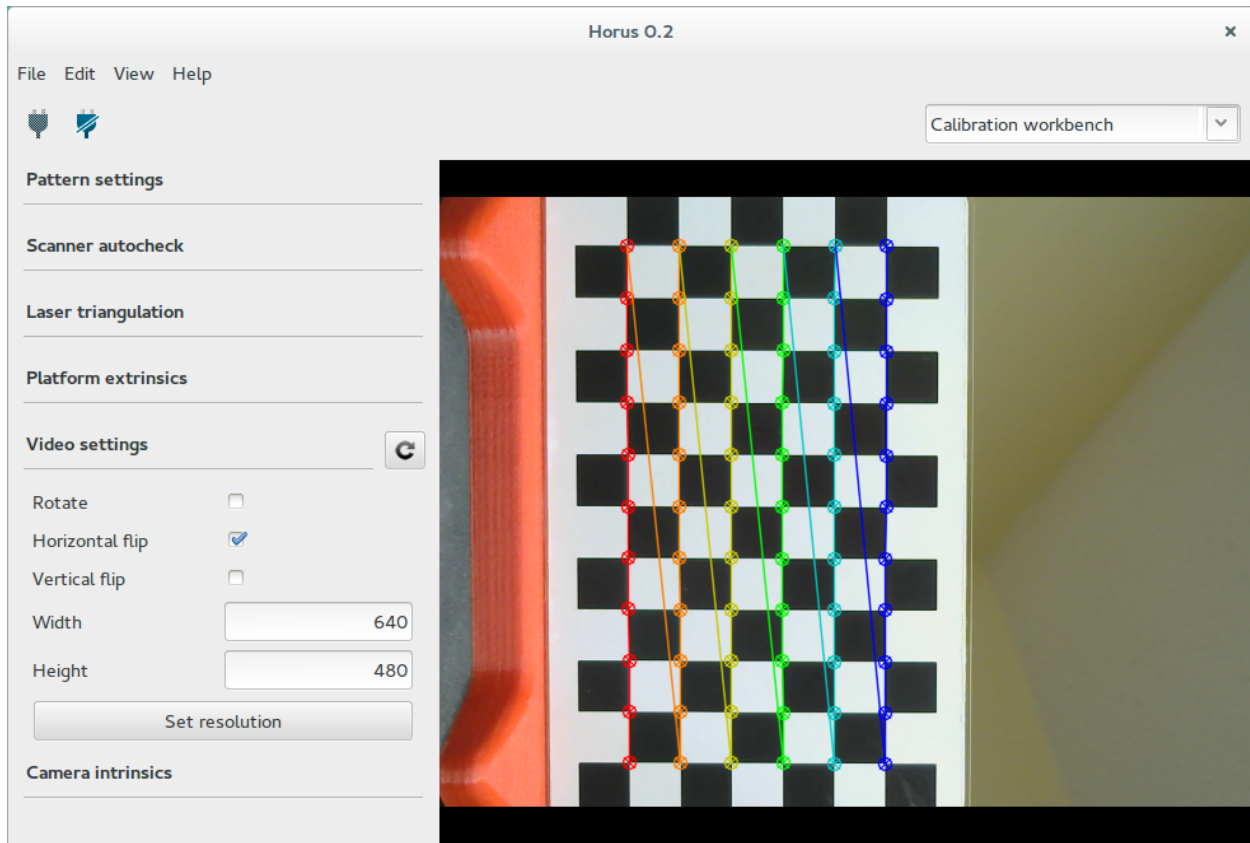 Horus 0.2
File Edit View Help
Calibration workbench
Pattern settings
Scanner autocheck
Laser triangulation
Platform extrinsics
Video settings
Rotate
Horizontal flip
Vertical flip
Width 640
Height 480
Set resolution
Camera intrinsics